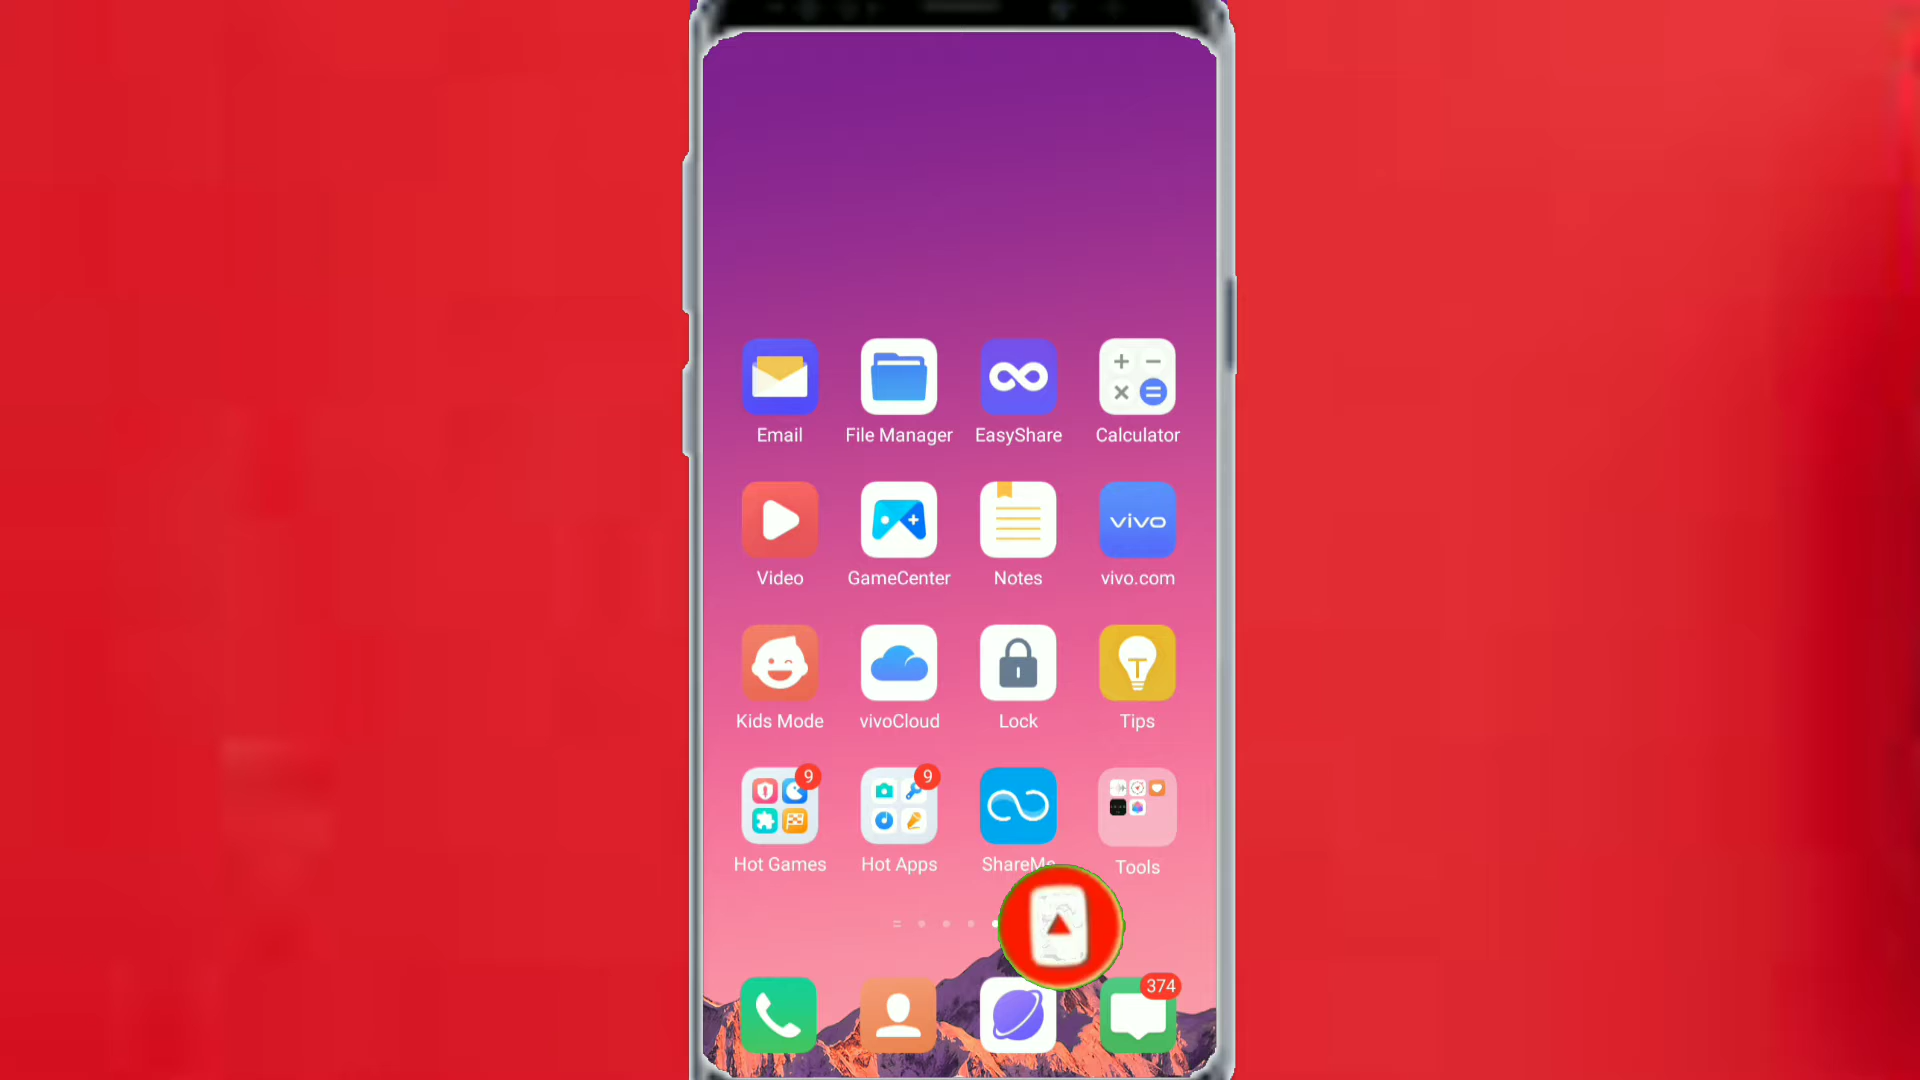 Email File Manager EasyShare Calculator
vivo
Video GameCenter Notes vivo.com
T
Kids Mode vivoCloud Lock Tips
9 9
Hot Games Hot Apps ShareMe Tools
374